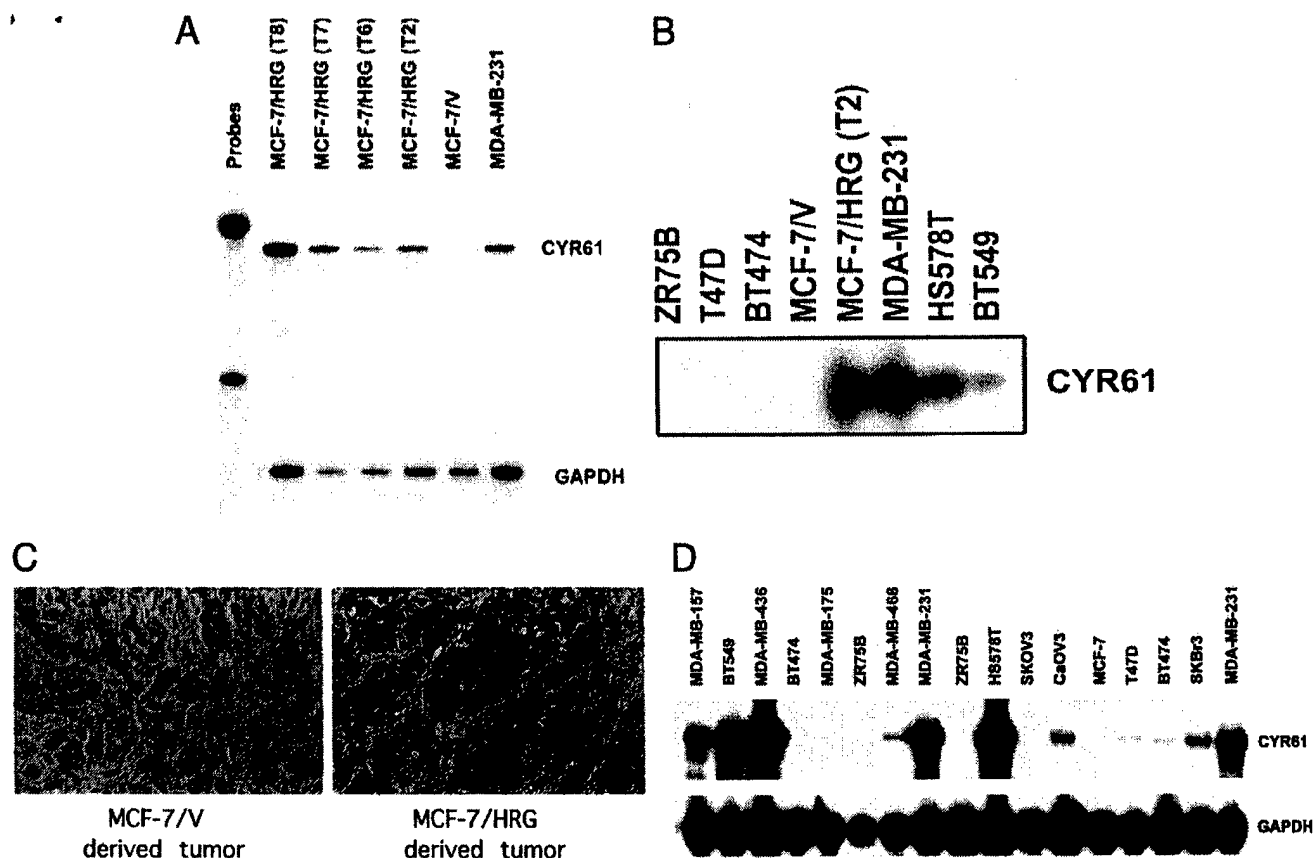 A
Probes
MCF-7/HRG (T8)
MCF-7/HRG (T7)
MCF-7/HRG (T6)
MCF-7/HRG (T2)
MCF-7/V
MDA-MB-231
CYR61
GAPDH
B
ZR75B
T47D
BT474
MCF-7/V
MCF-7/HRG (T2)
MDA-MB-231
HS578T
BT549
CYR61
C
MCF-7/V
derived tumor
MCF-7/HRG
derived tumor
D
MDA-MB-157
BT549
MDA-MB-436
BT474
MDA-MB-175
ZR75B
MDA-MB-468
MDA-MB-231
ZR75B
HS578T
SKOV3
CaOV3
MCF-7
T47D
BT474
SKBr3
MDA-MB-231
CYR61
GAPDH